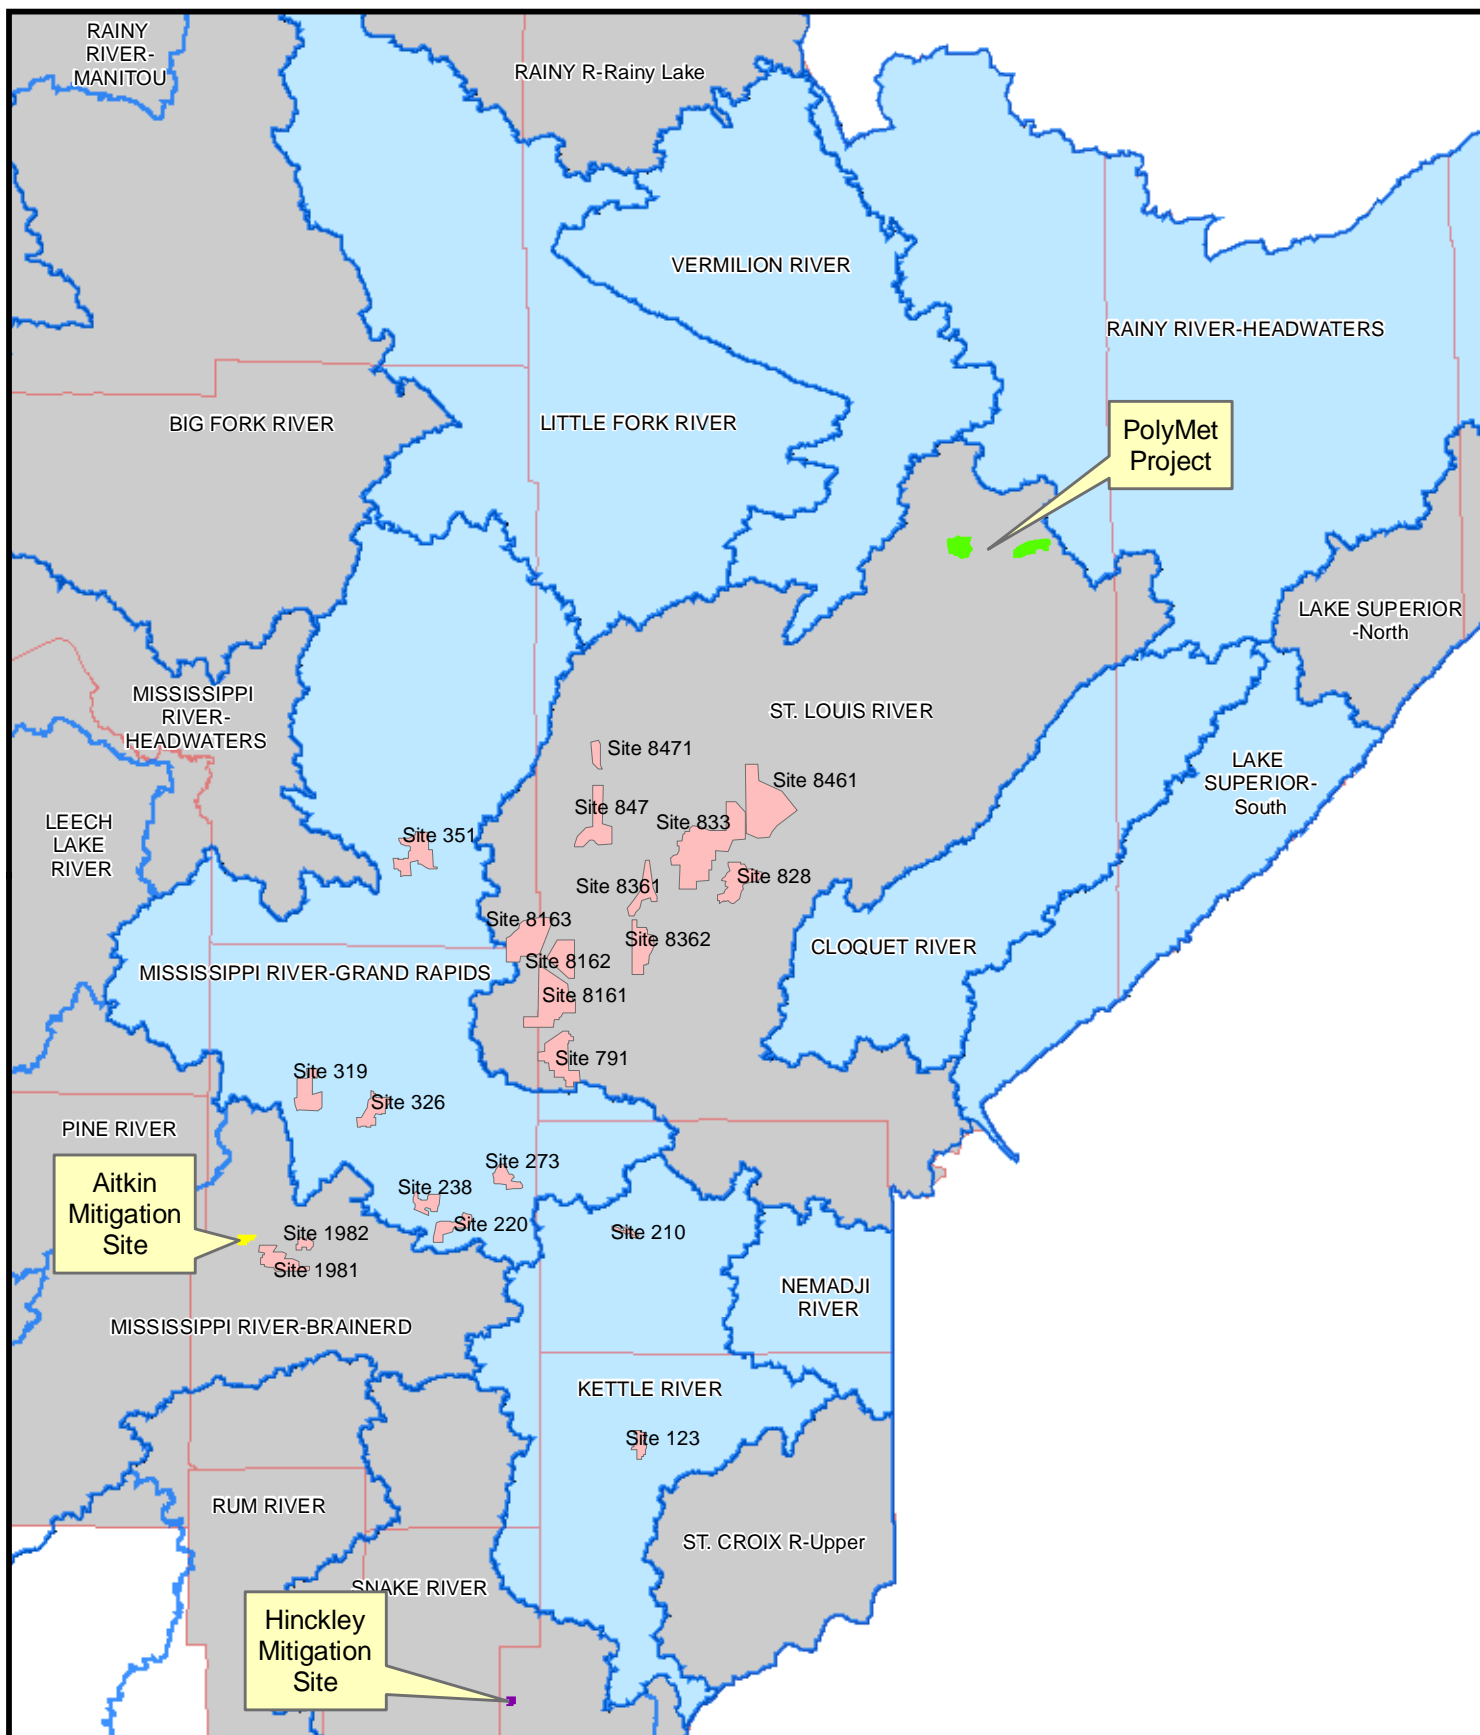 RAINY
RIVER-
MANITOU
RAINY R-Rainy Lake
VERMILION RIVER
RAINY RIVER-HEADWATERS
BIG FORK RIVER
LITTLE FORK RIVER
PolyMet
Project
LAKE SUPERIOR
-North
MISSISSIPPI
RIVER-
HEADWATERS
ST. LOUIS RIVER
Site 8471
LAKE
SUPERIOR-
South
Site 8461
Site 847
LEECH
LAKE
RIVER
Site 833
Site 351
Site 828
Site 8361
Site 8163
Site 8362
CLOQUET RIVER
Site 8162
MISSISSIPPI RIVER-GRAND RAPIDS
Site 8161
Site 791
Site 319
Site 326
PINE RIVER
Site 273
Aitkin
Mitigation
Site
Site 238
Site 220
Site 210
Site 1982
Site 1981
NEMADJI
RIVER
MISSISSIPPI RIVER-BRAINERD
KETTLE RIVER
Site 123
RUM RIVER
ST. CROIX R-Upper
SNAKE RIVER
Hinckley
Mitigation
Site